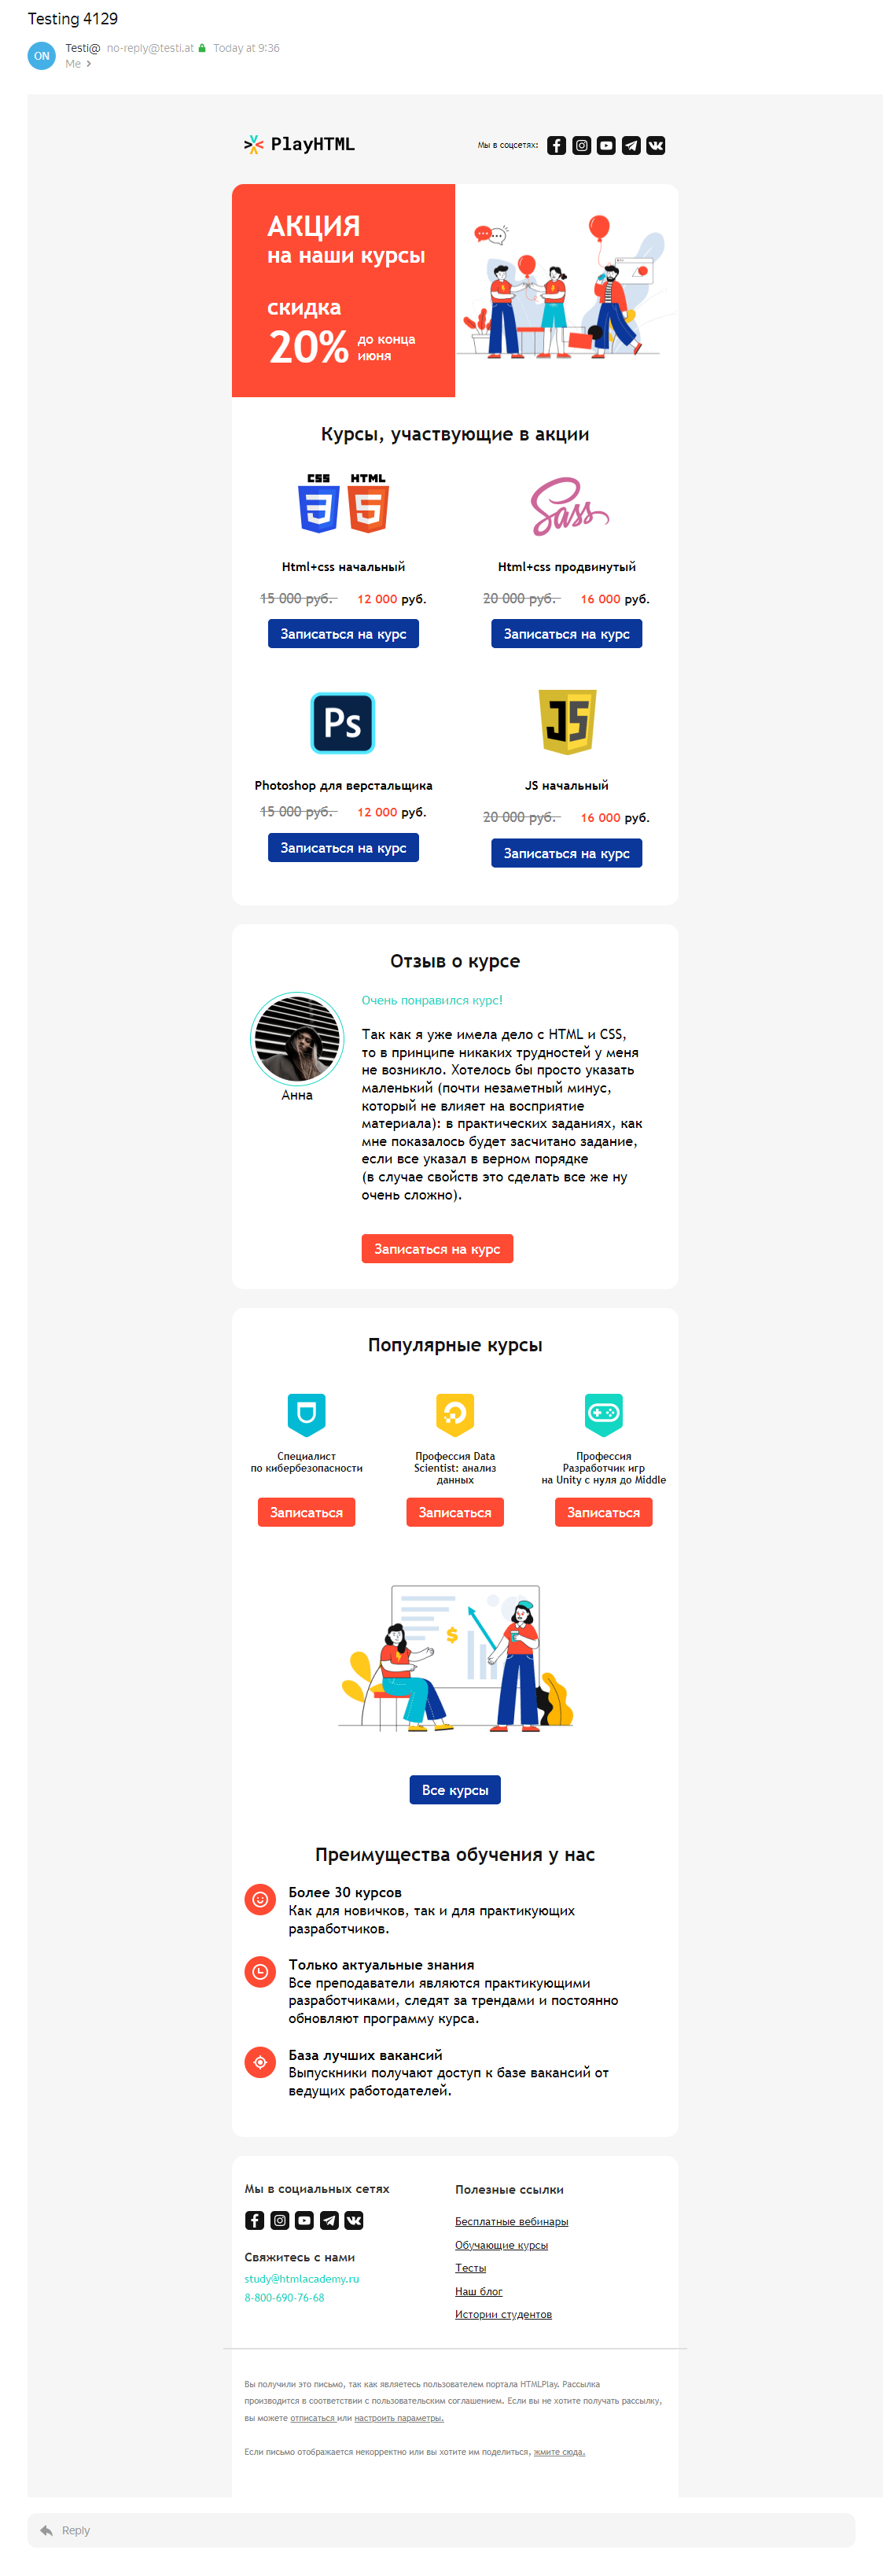 Testing 4129
ON
Testi@ no-reply@testi.at Today at 9:36
Me
PlayHTML
Мы в соцсетях:
АКЦИЯ
на наши курсы
скидка
20% до конца
июня
Курсы, участвующие в акции
CSS HTML
Sass
Html+css начальный
Html+css продвинутый
15 000 руб. 12 000 руб.
20 000 руб. 16 000 руб.
Записаться на курс
Записаться на курс
Ps
JS
Photoshop для верстальщика
JS начальный
15 000 руб. 12 000 руб.
20 000 руб. 16 000 руб.
Записаться на курс
Записаться на курс
Отзыв о курсе
Анна
Очень понравился курс!
Так как я уже имела дело с HTML и CSS,
то в принципе никаких трудностей у меня
не возникло. Хотелось бы просто указать
маленький (почти незаметный минус,
который не влияет на восприятие
материала): в практических заданиях, как
мне показалось будет засчитано задание,
если все указал в верном порядке
(в случае свойств это сделать все же ну
очень сложно).
Записаться на курс
Популярные курсы
Специалист
по кибербезопасности
Профессия Data
Scientist: анализ
данных
Профессия
Разработчик игр
на Unity с нуля до Middle
Записаться
Записаться
Записаться
$
Все курсы
Преимущества обучения у нас
Более 30 курсов
Как для новичков, так и для практикующих
разработчиков.
Только актуальные знания
Все преподаватели являются практикующими
разработчиками, следят за трендами и постоянно
обновляют программу курса.
База лучших вакансий
Выпускники получают доступ к базе вакансий от
ведущих работодателей.
Мы в социальных сетях
Свяжитесь с нами
study@htmlacademy.ru
8-800-690-76-68
Полезные ссылки
Бесплатные вебинары
Обучающие курсы
Тесты
Наш блог
Истории студентов
Вы получили это письмо, так как являетесь пользователем портала HTMLPlay. Рассылка
производится в соответствии с пользовательским соглашением. Если вы не хотите получать рассылку,
вы можете отписаться или настроить параметры.
Если письмо отображается некорректно или вы хотите им поделиться, жмите сюда.
Reply